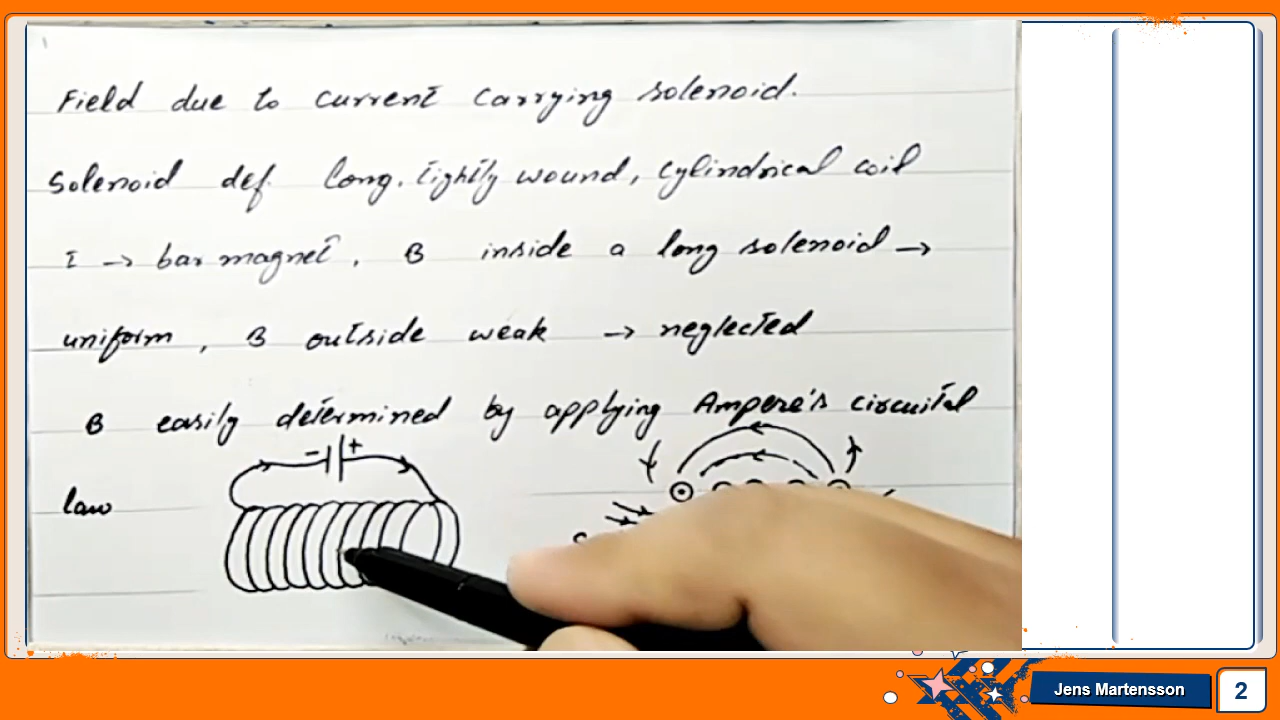 Field due to current carrying solenoid.
Solenoid def. long, tightly wound, cylindrical coil
I → bar magnet, B inside a long solenoid →
uniform, B outside weak → neglected
B easily determined by applying Ampere's circuital
law
- +
S
Jens Martensson
2